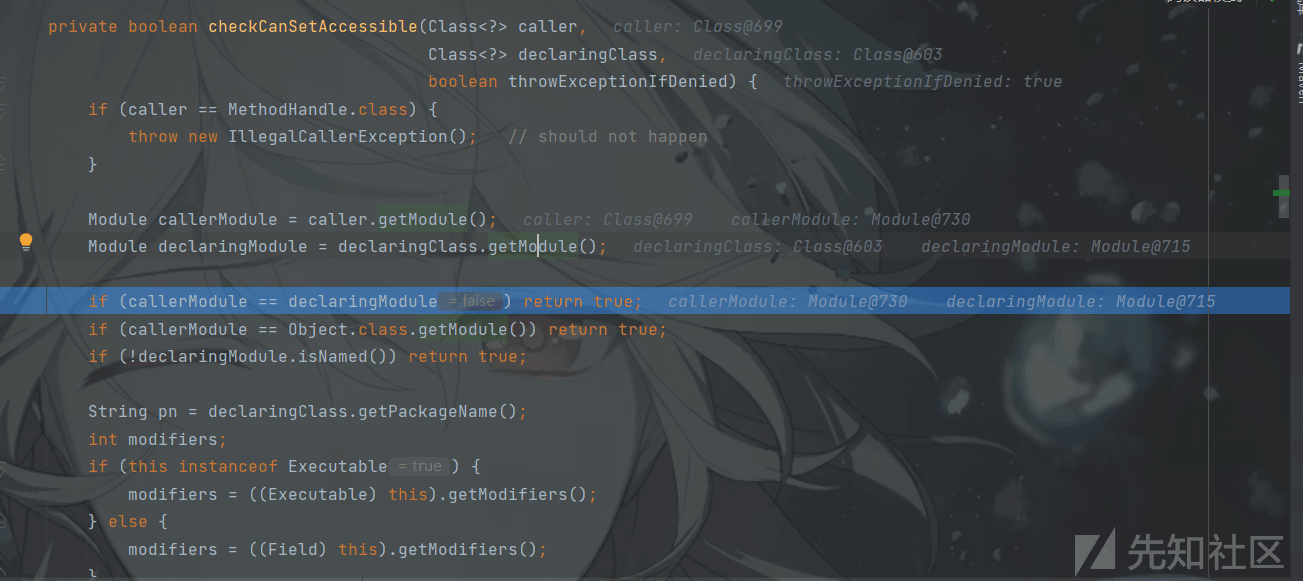 private boolean checkCanSetAccessible(Class<?> caller,   caller: Class@699
                                      Class<?> declaringClass,   declaringClass: Class@603
                                      boolean throwExceptionIfDenied) {   throwExceptionIfDenied: true
    if (caller == MethodHandle.class) {
        throw new IllegalCallerException();   // should not happen
    }
    Module callerModule = caller.getModule();   caller: Class@699    callerModule: Module@730
    Module declaringModule = declaringClass.getModule();   declaringClass: Class@603    declaringModule: Module@715
    if (callerModule == declaringModule = false ) return true;   callerModule: Module@730    declaringModule: Module@715
    if (callerModule == Object.class.getModule()) return true;
    if (!declaringModule.isNamed()) return true;
    String pn = declaringClass.getPackageName();
    int modifiers;
    if (this instanceof Executable = true ) {
        modifiers = ((Executable) this).getModifiers();
    } else {
        modifiers = ((Field) this).getModifiers();
    }
Maven
先知社区